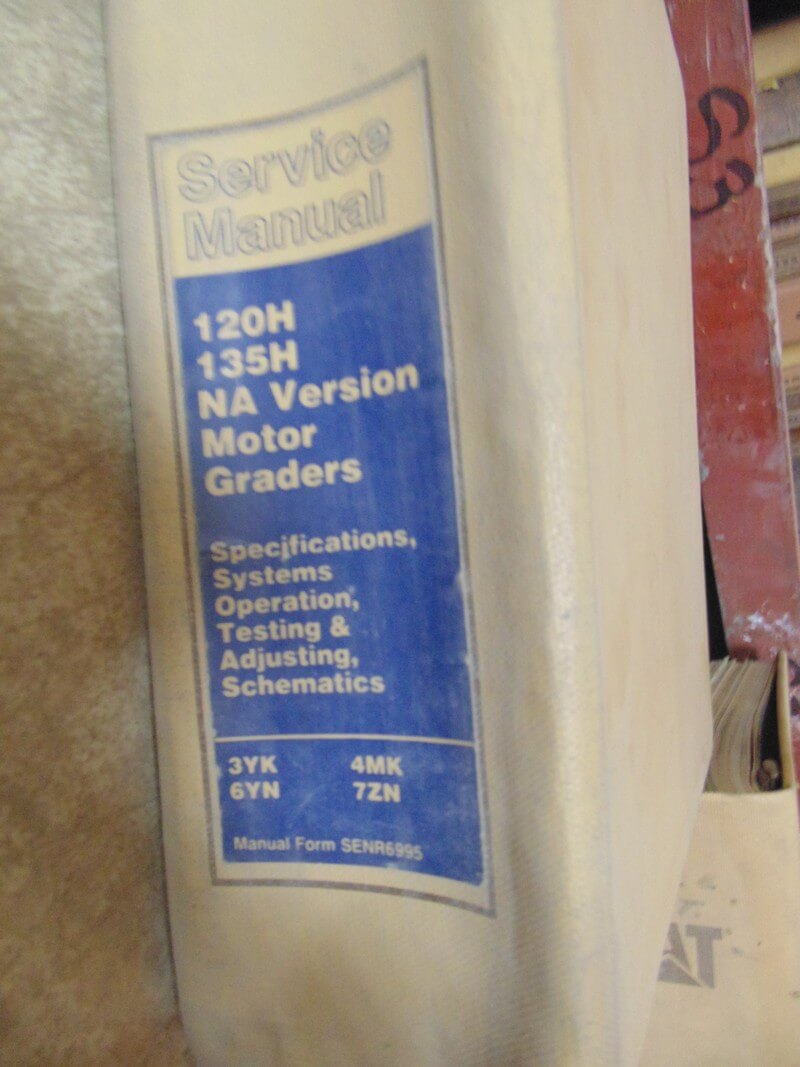 Service
Manual
120H
135H
NA Version
Motor
Graders
Specifications,
Systems
Operation,
Testing &
Adjusting,
Schematics
3YK 4MK
6YN 7ZN
Manual Form SENR6995